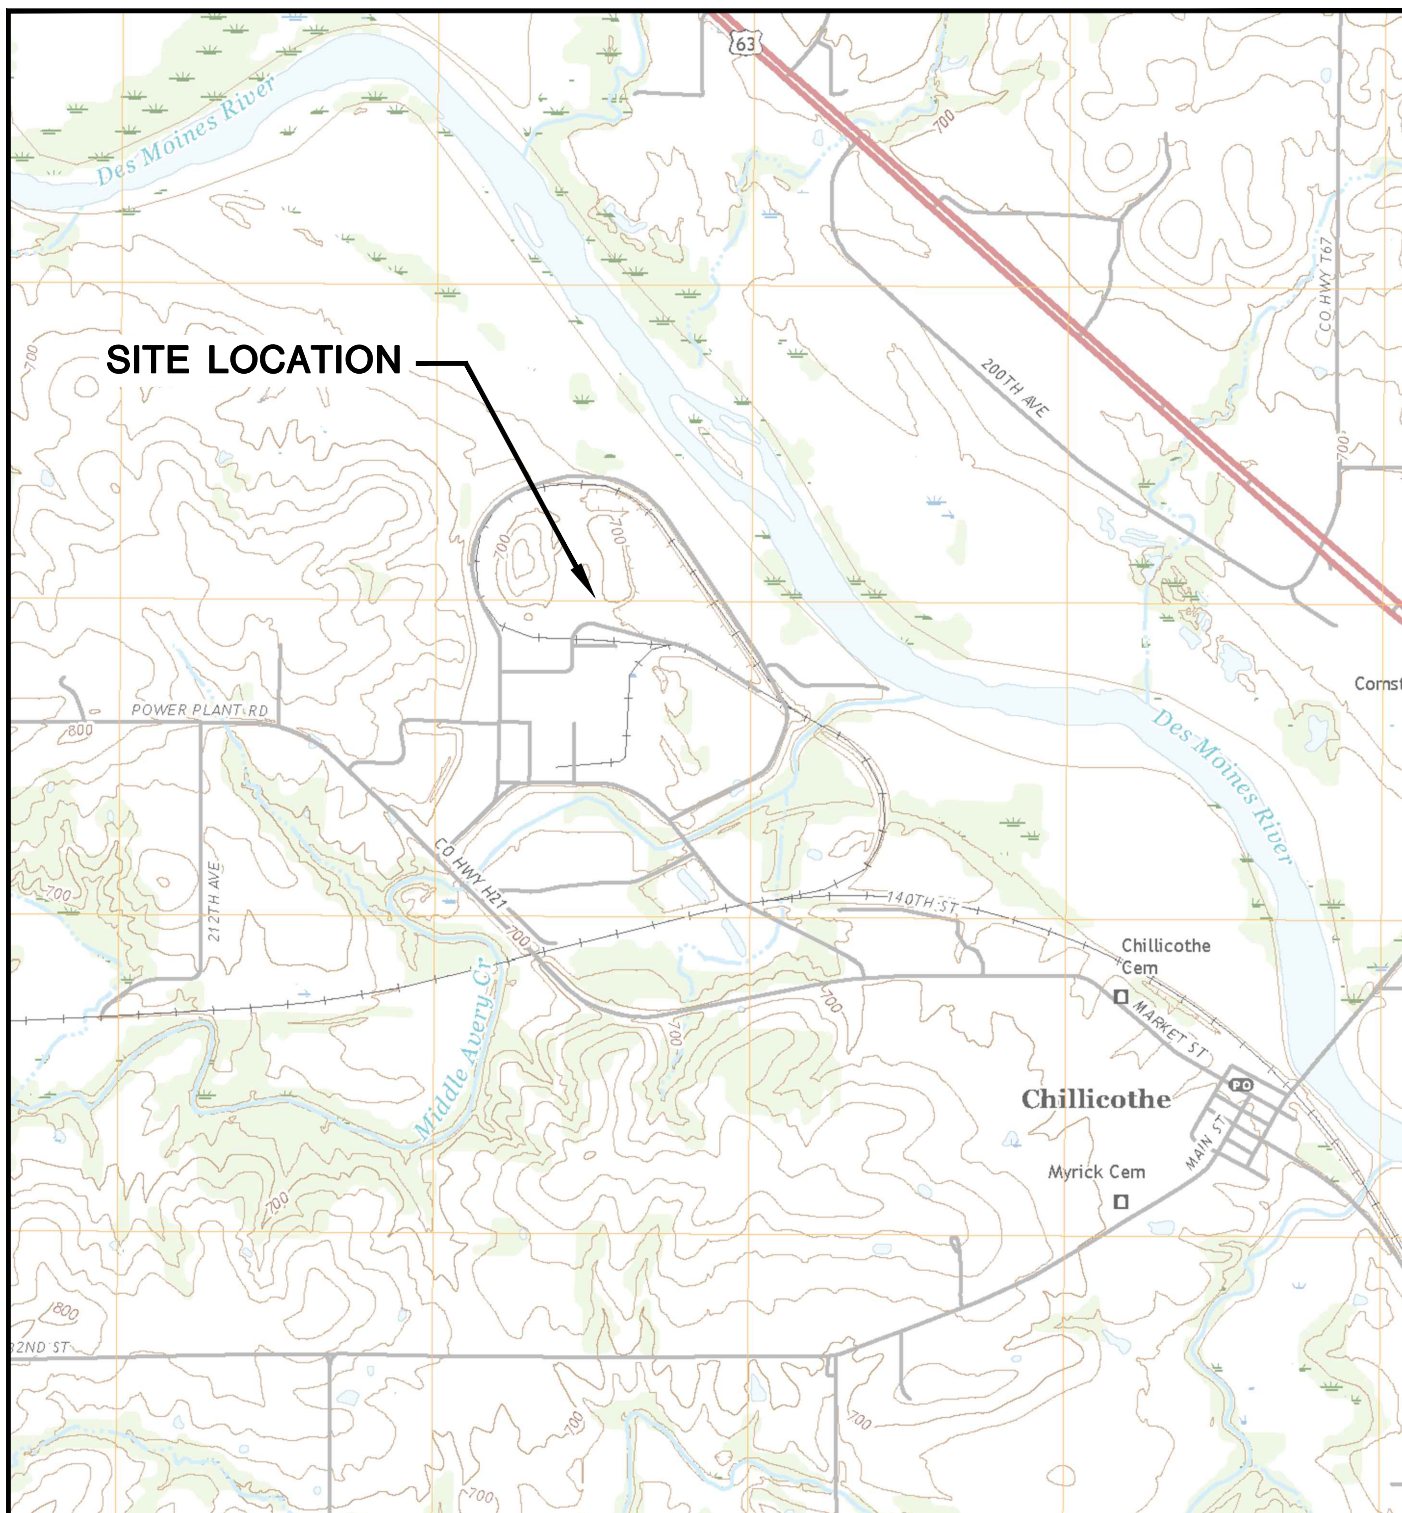 63
Des Moines River
700
CO HWY T67
SITE LOCATION
700
200TH AVE
700
700
700
Cornst
POWER PLANT RD
800
Des Moines River
CO HWY H21
212TH AVE
700
140TH ST
700
Chillicothe
Cem
Middle Avery Cr
700
700
MARKET ST
PO
Chillicothe
MAIN ST
Myrick Cem
700
800
32ND ST
700
700
700